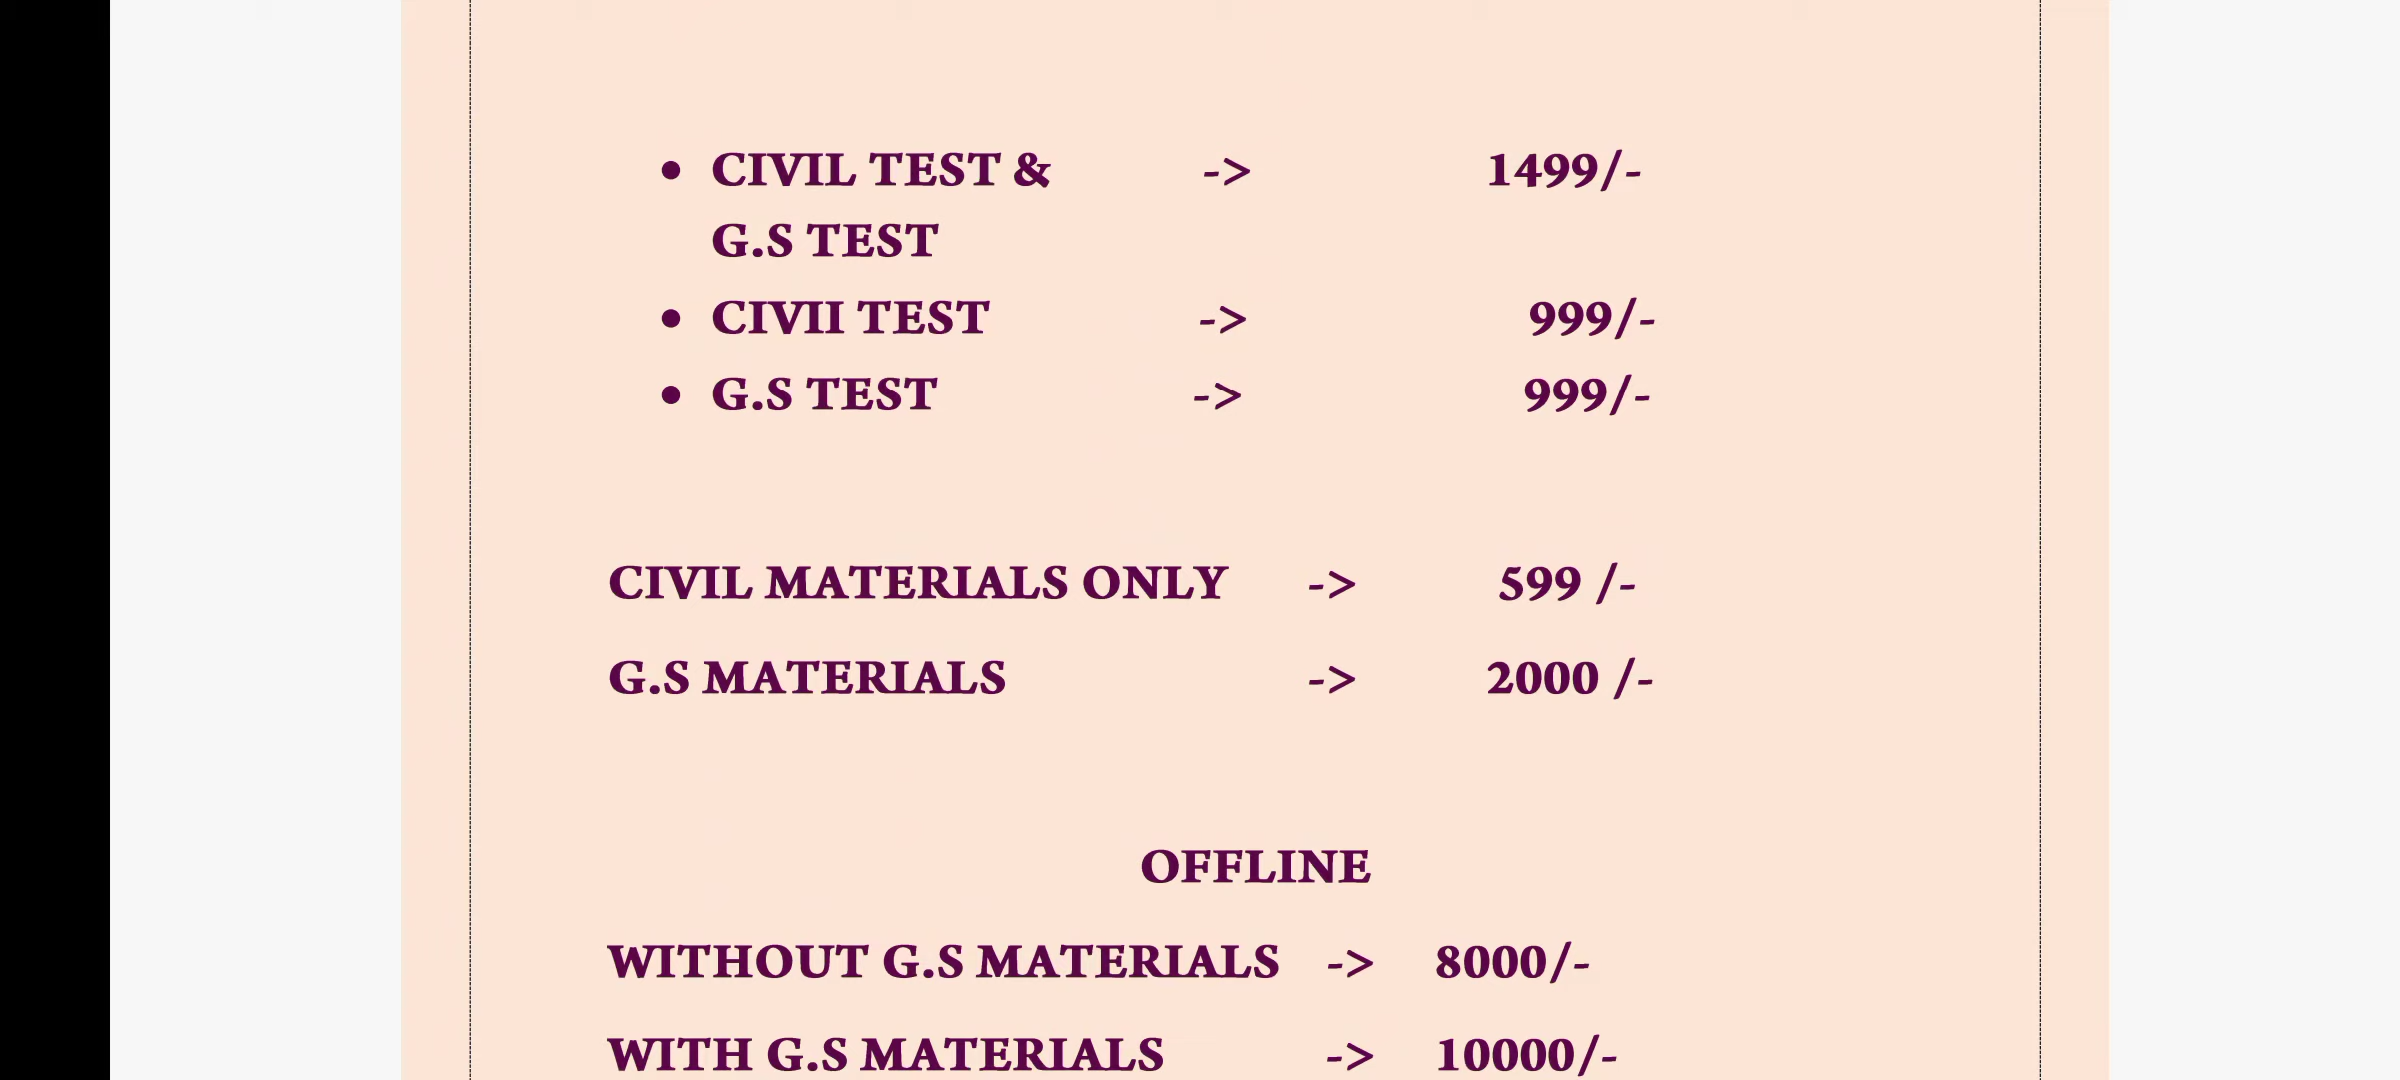 • CIVIL TEST & -> 1499/-
G.S TEST
• CIVII TEST -> 999/-
• G.S TEST -> 999/-
CIVIL MATERIALS ONLY -> 599 /-
G.S MATERIALS -> 2000 /-
OFFLINE
WITHOUT G.S MATERIALS -> 8000/-
WITH G.S MATERIALS -> 10000/-